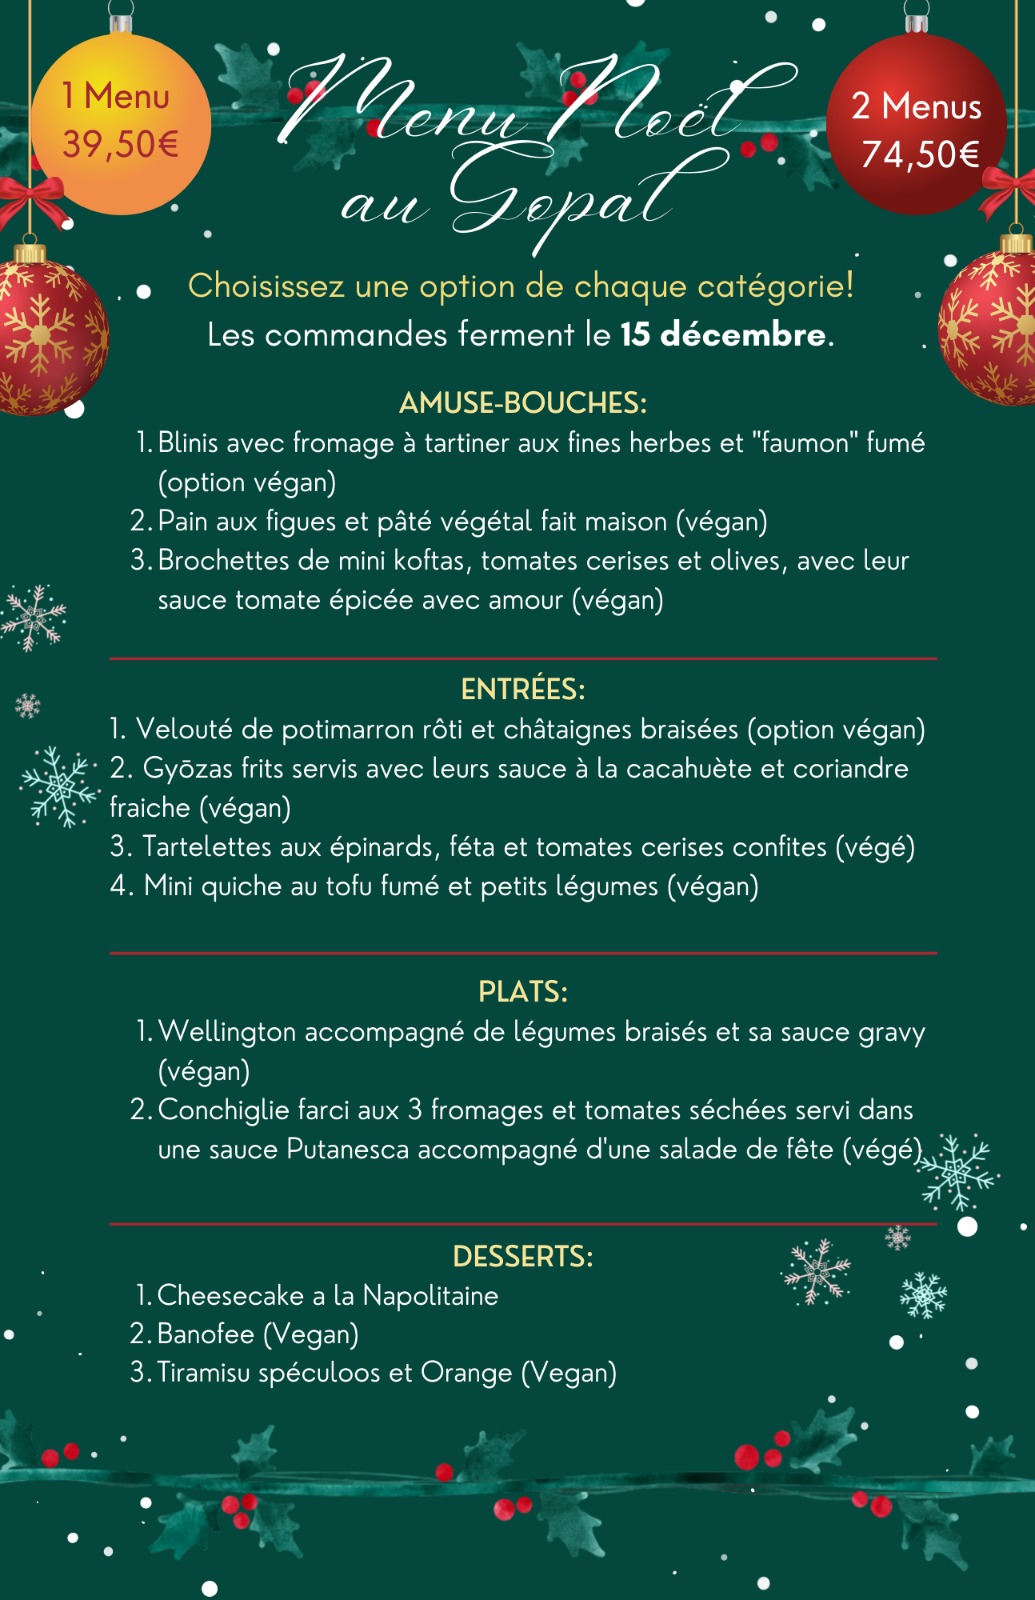 1 Menu
39,50€
Menu Noël
au Gopal
2 Menus
74,50€
Choisissez une option de chaque catégorie!
Les commandes ferment le 15 décembre.
AMUSE-BOUCHES:
1. Blinis avec fromage à tartiner aux fines herbes et "faumon" fumé
(option végan)
2. Pain aux figues et pâté végétal fait maison (végan)
3. Brochettes de mini koftas, tomates cerises et olives, avec leur
sauce tomate épicée avec amour (végan)
ENTRÉES:
1. Velouté de potimarron rôti et châtaignes braisées (option végan)
2. Gyōzas frits servis avec leurs sauce à la cacahuète et coriandre
fraiche (végan)
3. Tartelettes aux épinards, féta et tomates cerises confites (végé)
4. Mini quiche au tofu fumé et petits légumes (végan)
PLATS:
1. Wellington accompagné de légumes braisés et sa sauce gravy
(végan)
2. Conchiglie farci aux 3 fromages et tomates séchées servi dans
une sauce Putanesca accompagné d'une salade de fête (végé)
DESSERTS:
1. Cheesecake a la Napolitaine
2. Banofee (Vegan)
3. Tiramisu spéculoos et Orange (Vegan)